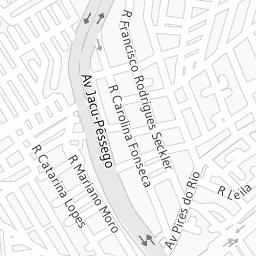 R Francisco Rodrigues Seckler
Av Jacu-Pêssego
R Carolina Fonseca
R Catarina Lopes
R Mariano Moro
Av Pires do Rio
R Leila